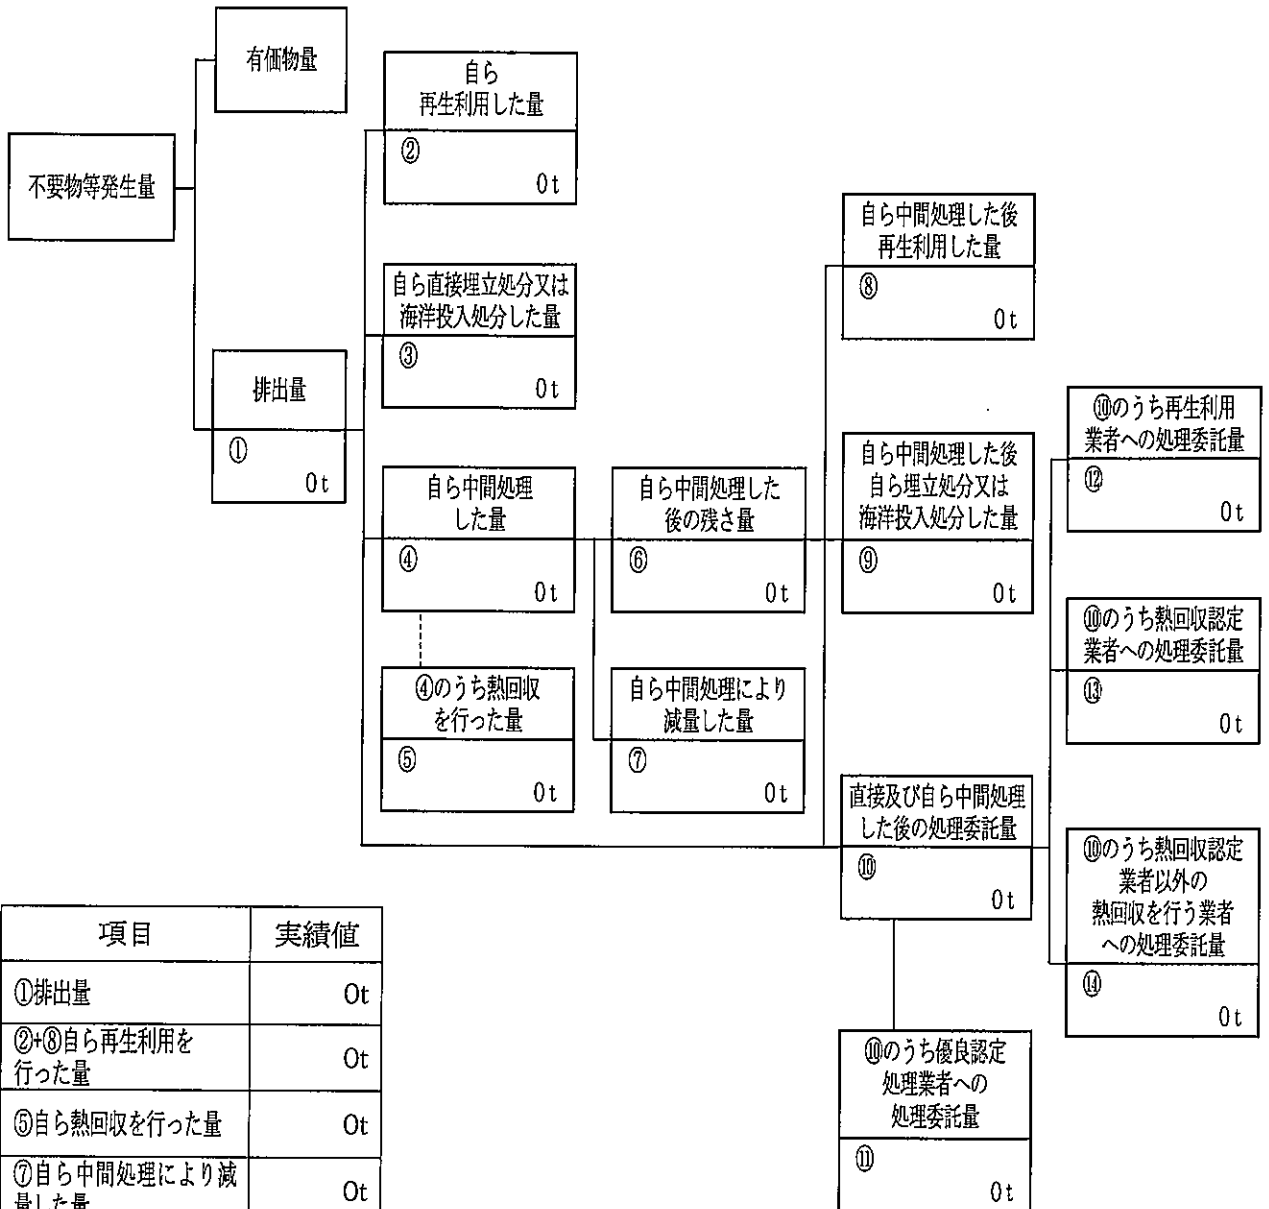 有価物量
不要物等発生量
排出量
①
0t
自ら
再生利用した量
②
0t
自ら直接埋立処分又は
海洋投入処分した量
③
0t
自ら中間処理
した量
④
0t
④のうち熱回収
を行った量
⑤
0t
自ら中間処理した
後の残さ量
⑥
0t
自ら中間処理により
減量した量
⑦
0t
自ら中間処理した後
再生利用した量
⑧
0t
自ら中間処理した後
自ら埋立処分又は
海洋投入処分した量
⑨
0t
直接及び自ら中間処理
した後の処理委託量
⑩
0t
⑩のうち優良認定
処理業者への
処理委託量
⑪
0t
⑩のうち再生利用
業者への処理委託量
⑫
0t
⑩のうち熱回収認定
業者への処理委託量
⑬
0t
⑩のうち熱回収認定
業者以外の
熱回収を行う業者
への処理委託量
⑭
0t
項目 実績値
①排出量 0t
②+⑧自ら再生利用を
行った量 0t
⑤自ら熱回収を行った量 0t
⑦自ら中間処理により減
量した量 0t